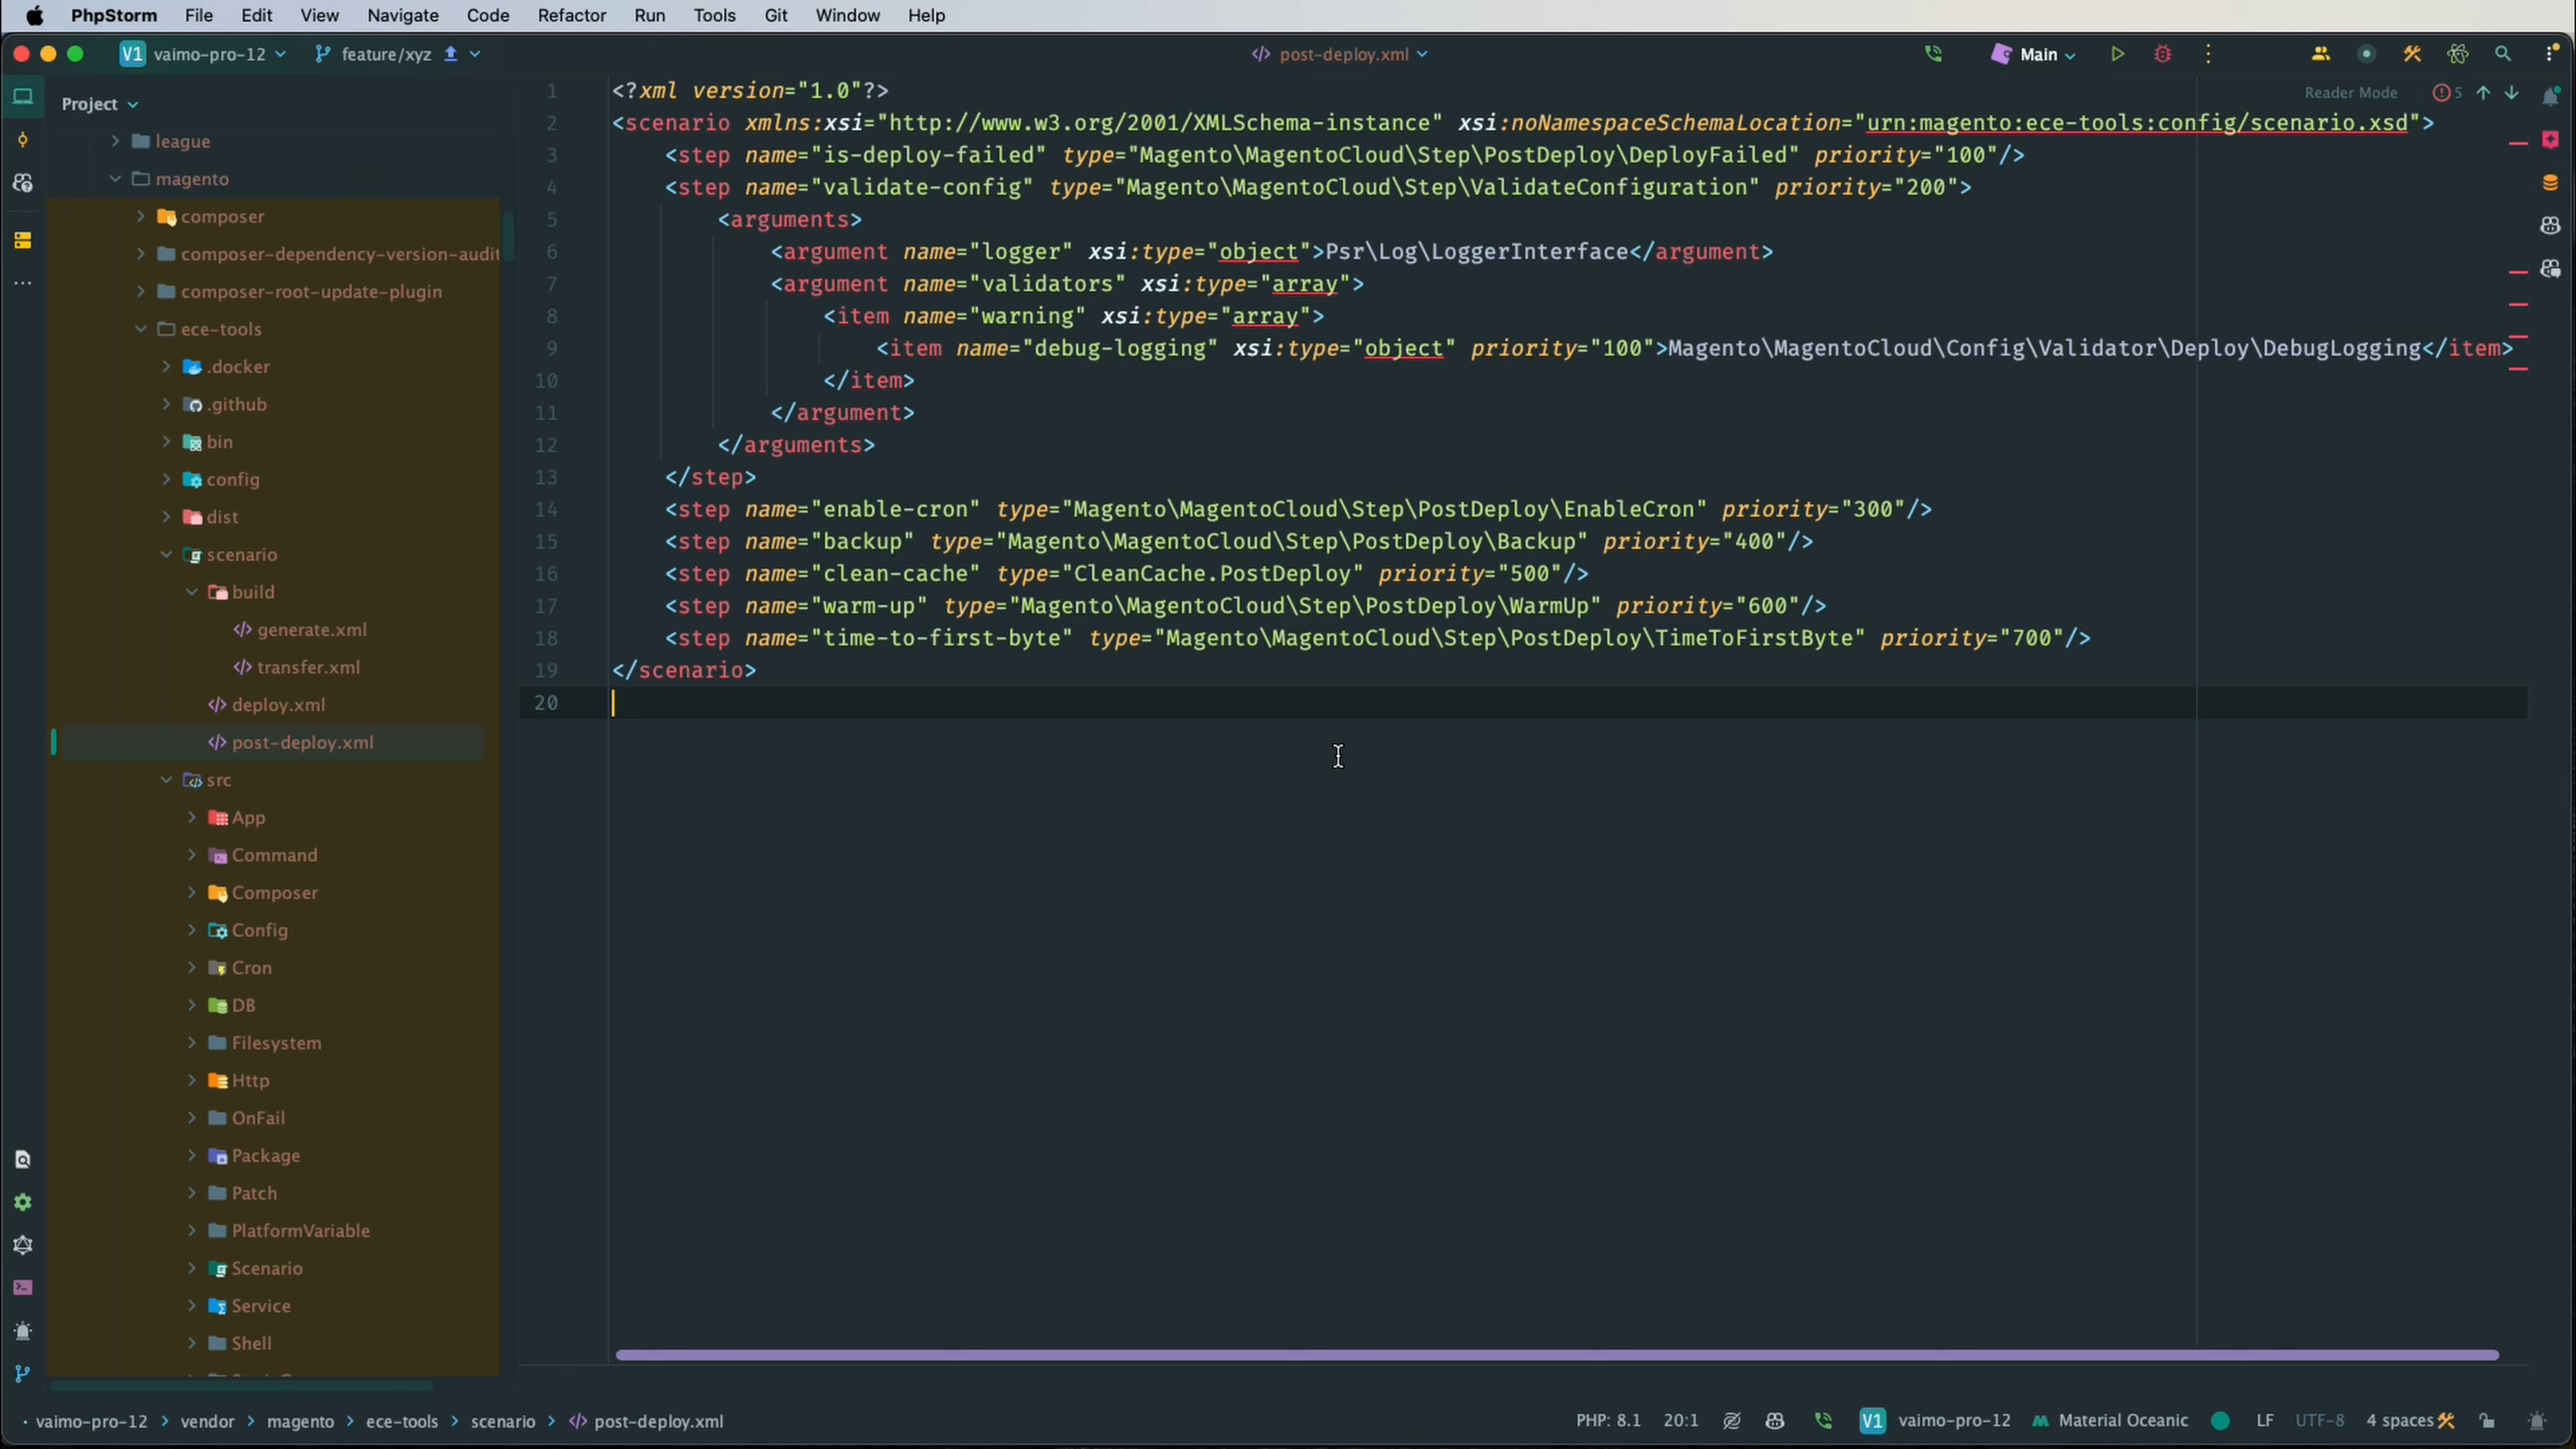 PhpStorm File Edit View Navigate Code Refactor Run Tools Git Window Help
V1 vaimo-pro-12 feature/xyz post-deploy.xml Main
Project
league
magento
composer
composer-dependency-version-audit
composer-root-update-plugin
ece-tools
.docker
.github
bin
config
dist
scenario
build
generate.xml
transfer.xml
deploy.xml
post-deploy.xml
src
App
Command
Composer
Config
Cron
DB
Filesystem
Http
OnFail
Package
Patch
PlatformVariable
Scenario
Service
Shell
Reader Mode 5
1 <?xml version="1.0"?>
2 <scenario xmlns:xsi="http://www.w3.org/2001/XMLSchema-instance" xsi:noNamespaceSchemaLocation="urn:magento:ece-tools:config/scenario.xsd">
3 <step name="is-deploy-failed" type="Magento\MagentoCloud\Step\PostDeploy\DeployFailed" priority="100"/>
4 <step name="validate-config" type="Magento\MagentoCloud\Step\ValidateConfiguration" priority="200">
5 <arguments>
6 <argument name="logger" xsi:type="object">Psr\Log\LoggerInterface</argument>
7 <argument name="validators" xsi:type="array">
8 <item name="warning" xsi:type="array">
9 <item name="debug-logging" xsi:type="object" priority="100">Magento\MagentoCloud\Config\Validator\Deploy\DebugLogging</item>
10 </item>
11 </argument>
12 </arguments>
13 </step>
14 <step name="enable-cron" type="Magento\MagentoCloud\Step\PostDeploy\EnableCron" priority="300"/>
15 <step name="backup" type="Magento\MagentoCloud\Step\PostDeploy\Backup" priority="400"/>
16 <step name="clean-cache" type="CleanCache.PostDeploy" priority="500"/>
17 <step name="warm-up" type="Magento\MagentoCloud\Step\PostDeploy\WarmUp" priority="600"/>
18 <step name="time-to-first-byte" type="Magento\MagentoCloud\Step\PostDeploy\TimeToFirstByte" priority="700"/>
19 </scenario>
20
vaimo-pro-12 > vendor > magento > ece-tools > scenario > post-deploy.xml PHP: 8.1 20:1 V1 vaimo-pro-12 Material Oceanic LF UTF-8 4 spaces